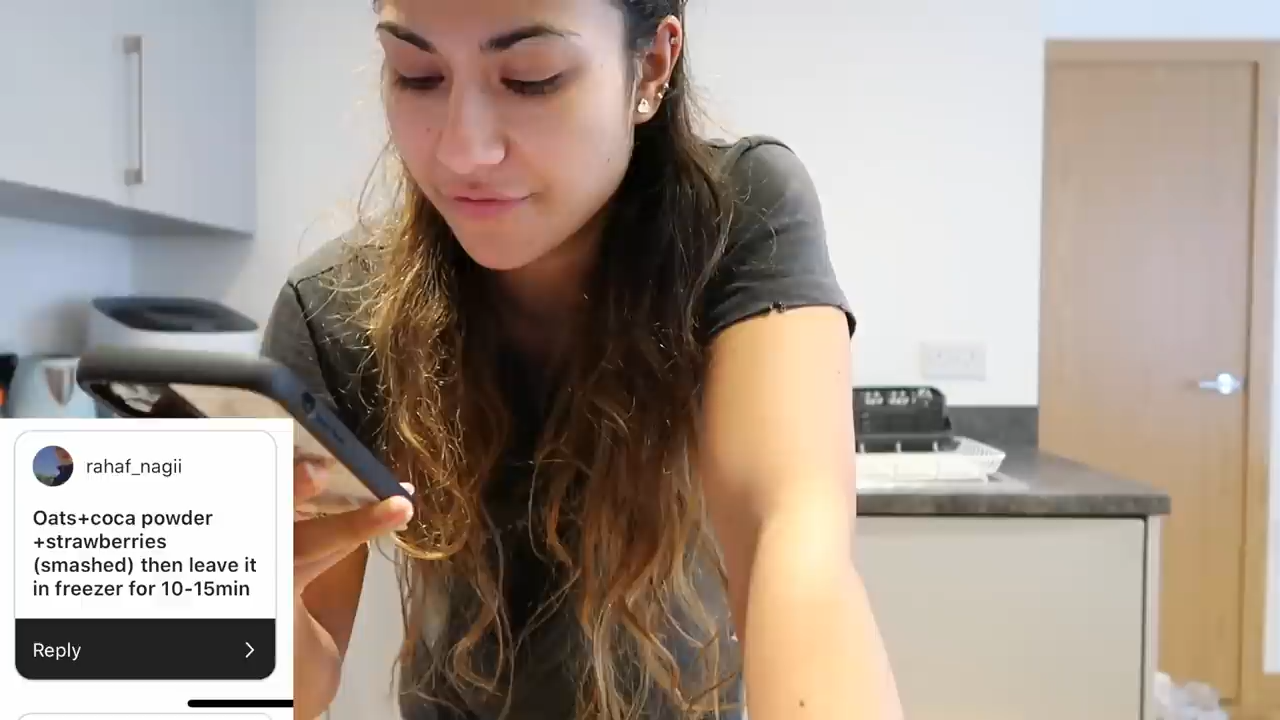 rahaf_nagii
Oats+coca powder
+strawberries
(smashed) then leave it
in freezer for 10-15min
Reply